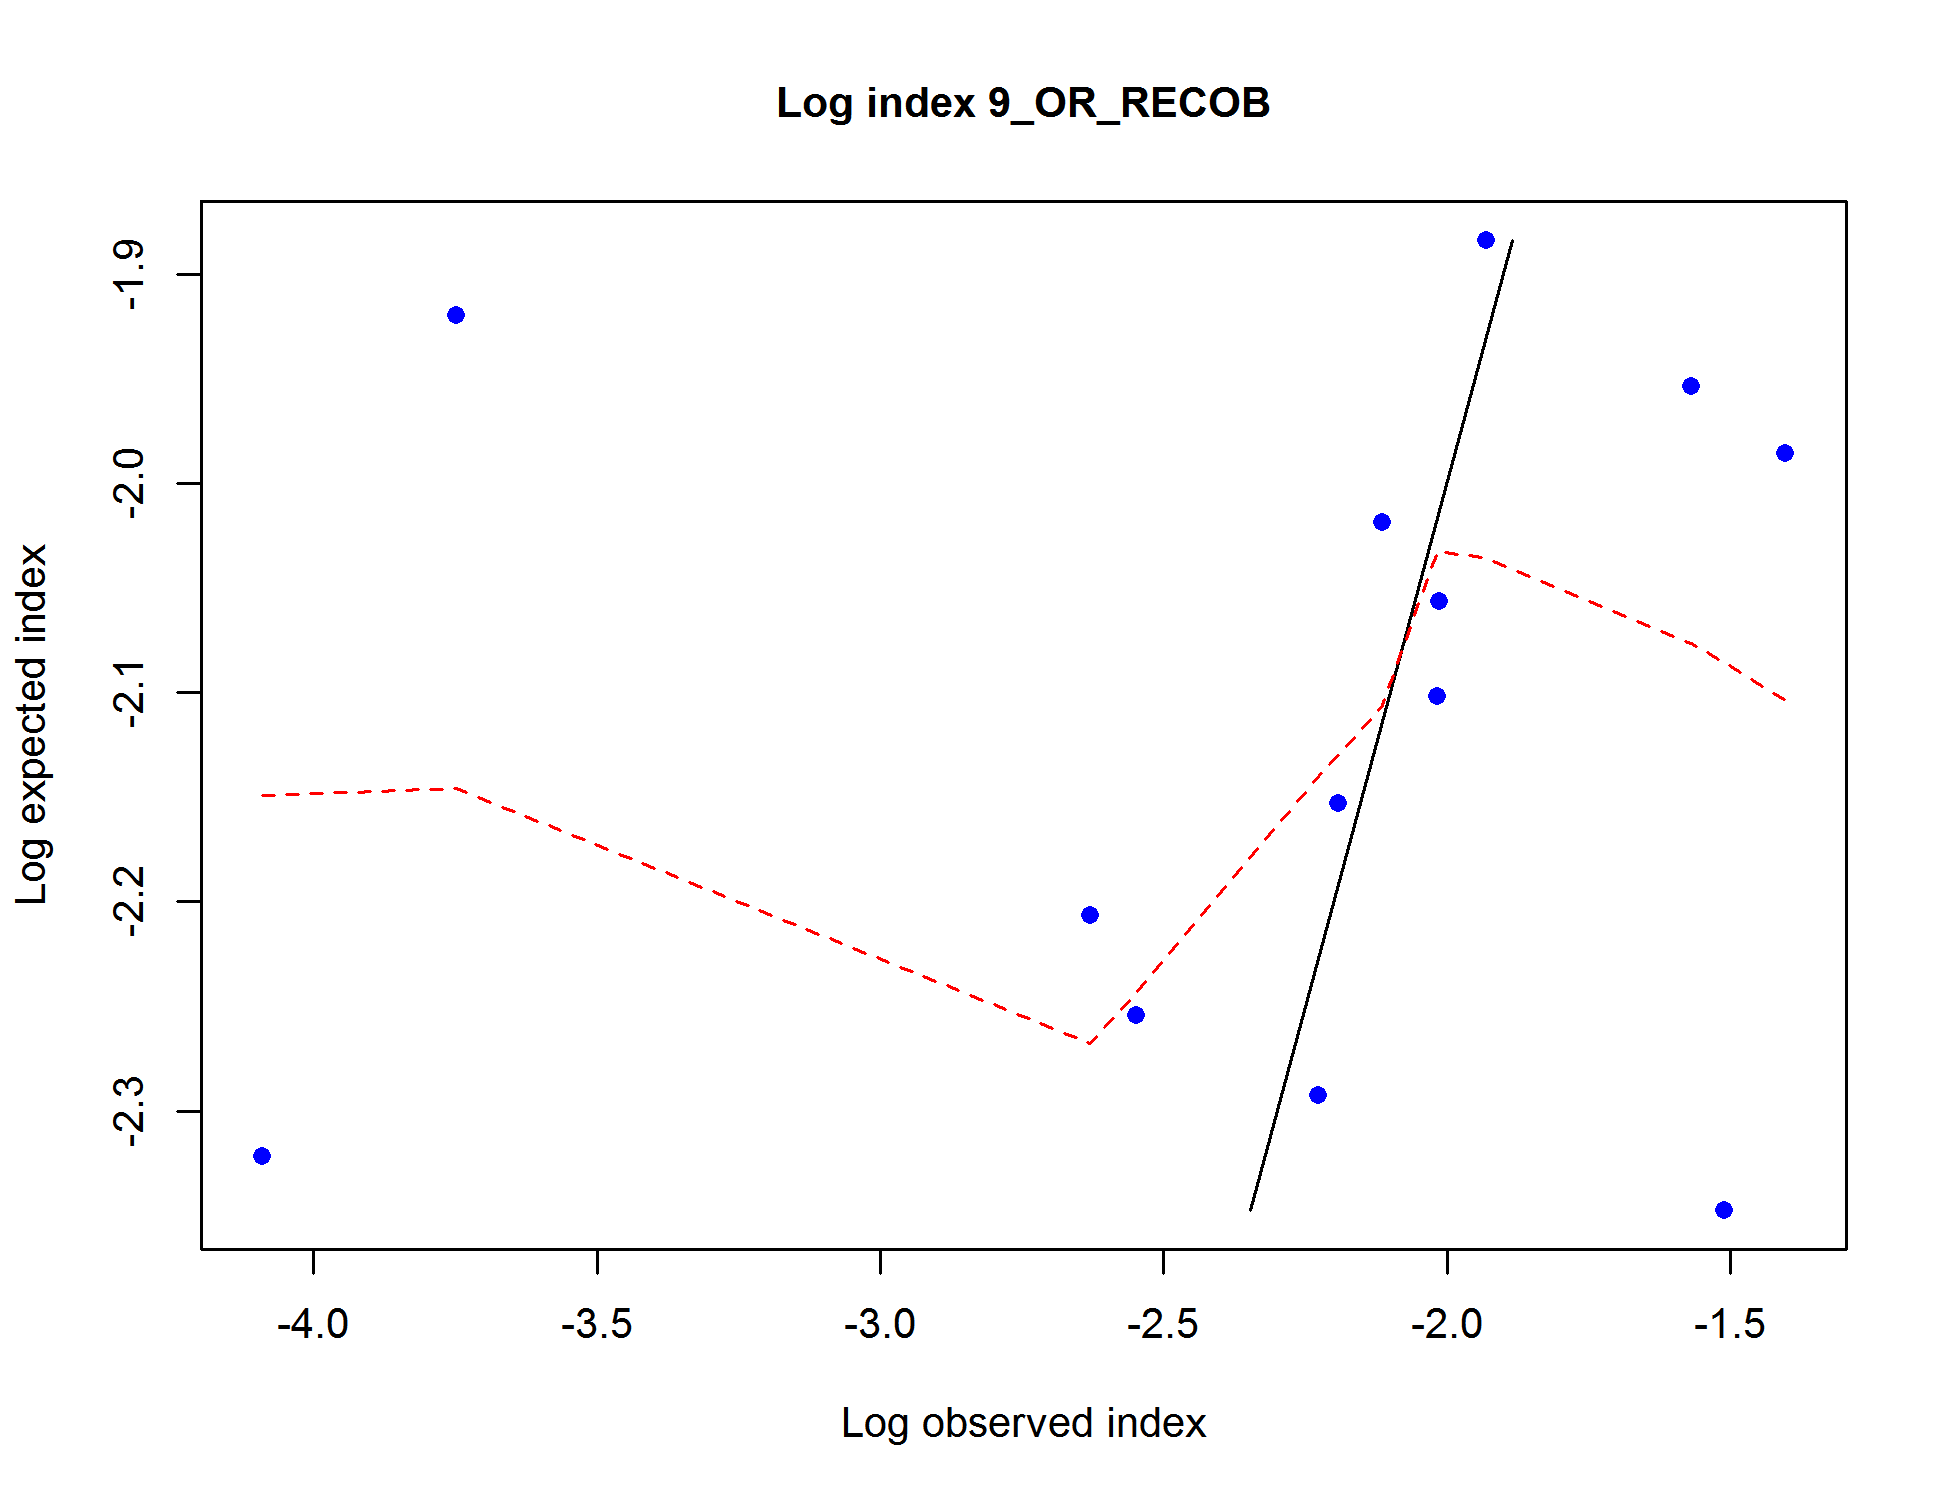 Log index 9_OR_RECOB
Log expected index
-1.9
-2.0
-2.1
-2.2
-2.3
-4.0 -3.5 -3.0 -2.5 -2.0 -1.5
Log observed index